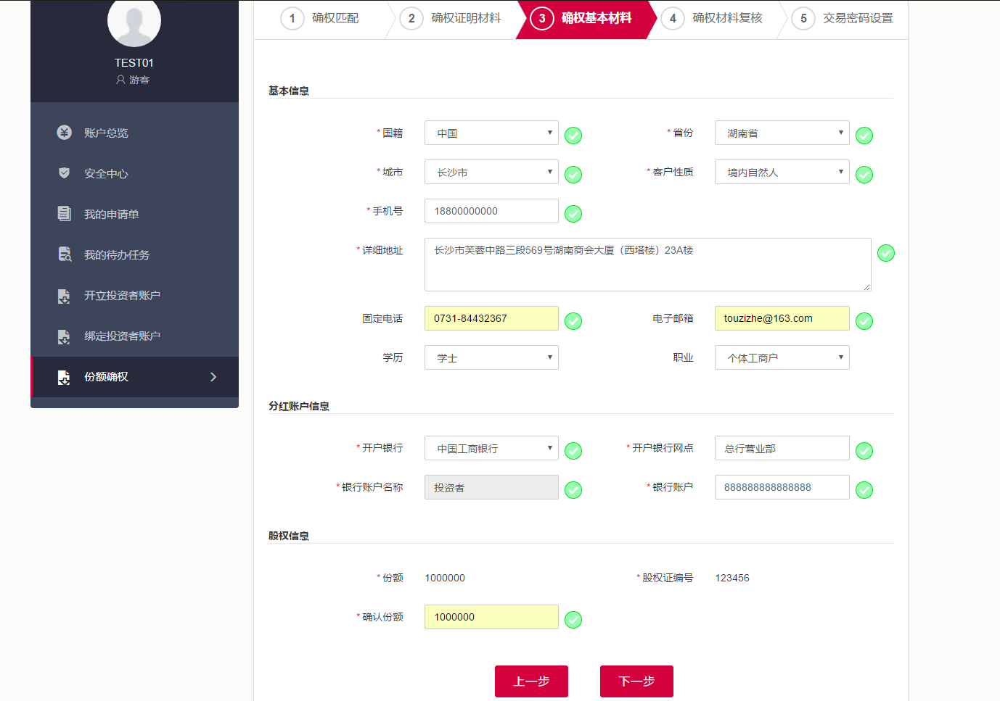 1 确权匹配 2 确权证明材料 3 确权基本材料 4 确权材料复核 5 交易密码设置
TEST01
游客
账户总览
安全中心
我的申请单
我的待办任务
开立投资者账户
绑定投资者账户
份额确权
基本信息
* 国籍 中国 * 省份 湖南省
* 城市 长沙市 * 客户性质 境内自然人
* 手机号 18800000000
* 详细地址 长沙市芙蓉中路三段569号湖南商会大厦（西塔楼）23A楼
固定电话 0731-84432367 电子邮箱 touzizhe@163.com
学历 学士 职业 个体工商户
分红账户信息
* 开户银行 中国工商银行 * 开户银行网点 总行营业部
* 银行账户名称 投资者 * 银行账户 888888888888888
股权信息
* 份额 1000000 * 股权证编号 123456
* 确认份额 1000000
上一步 下一步